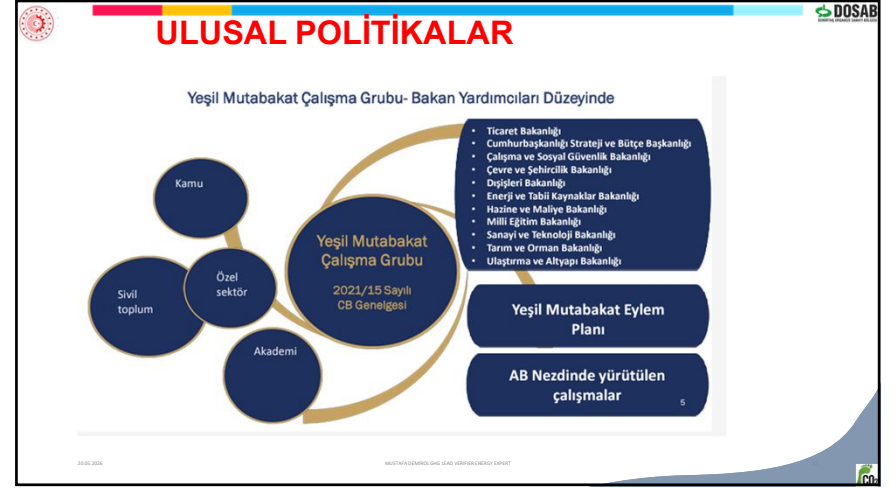 ULUSAL POLİTİKALAR
DOSAB
Yeşil Mutabakat Çalışma Grubu- Bakan Yardımcıları Düzeyinde
Kamu
Sivil
toplum
Özel
sektör
Akademi
Yeşil Mutabakat
Çalışma Grubu
2021/15 Sayılı
CB Genelgesi
• Ticaret Bakanlığı
• Cumhurbaşkanlığı Strateji ve Bütçe Başkanlığı
• Çalışma ve Sosyal Güvenlik Bakanlığı
• Çevre ve Şehircilik Bakanlığı
• Dışişleri Bakanlığı
• Enerji ve Tabii Kaynaklar Bakanlığı
• Hazine ve Maliye Bakanlığı
• Milli Eğitim Bakanlığı
• Sanayi ve Teknoloji Bakanlığı
• Tarım ve Orman Bakanlığı
• Ulaştırma ve Altyapı Bakanlığı
Yeşil Mutabakat Eylem
Planı
AB Nezdinde yürütülen
çalışmalar
5
20.05.2026
CO₂